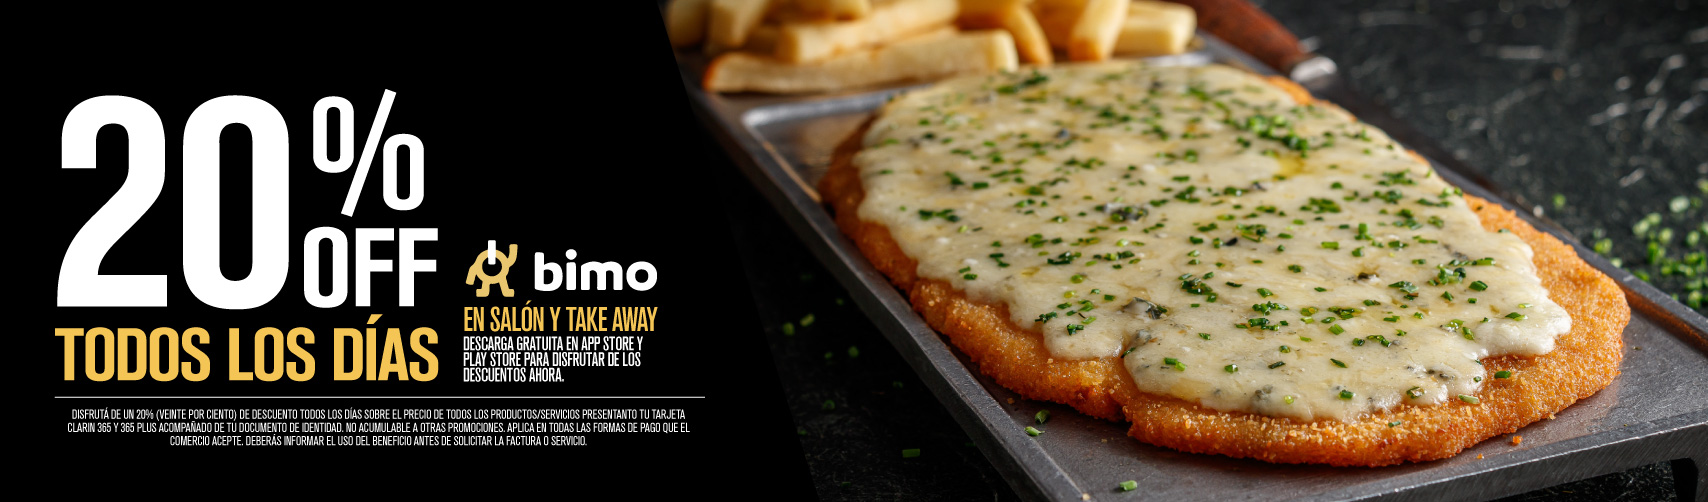 20% OFF
TODOS LOS DÍAS
bimo
EN SALÓN Y TAKE AWAY
DESCARGA GRATUITA EN APP STORE Y
PLAY STORE PARA DISFRUTAR DE LOS
DESCUENTOS AHORA.
DISFRUTÁ DE UN 20% (VEINTE POR CIENTO) DE DESCUENTO TODOS LOS DÍAS SOBRE EL PRECIO DE TODOS LOS PRODUCTOS/SERVICIOS PRESENTANTO TU TARJETA
CLARIN 365 Y 365 PLUS ACOMPAÑADO DE TU DOCUMENTO DE IDENTIDAD. NO ACUMULABLE A OTRAS PROMOCIONES. APLICA EN TODAS LAS FORMAS DE PAGO QUE EL
COMERCIO ACEPTE. DEBERÁS INFORMAR EL USO DEL BENEFICIO ANTES DE SOLICITAR LA FACTURA O SERVICIO.